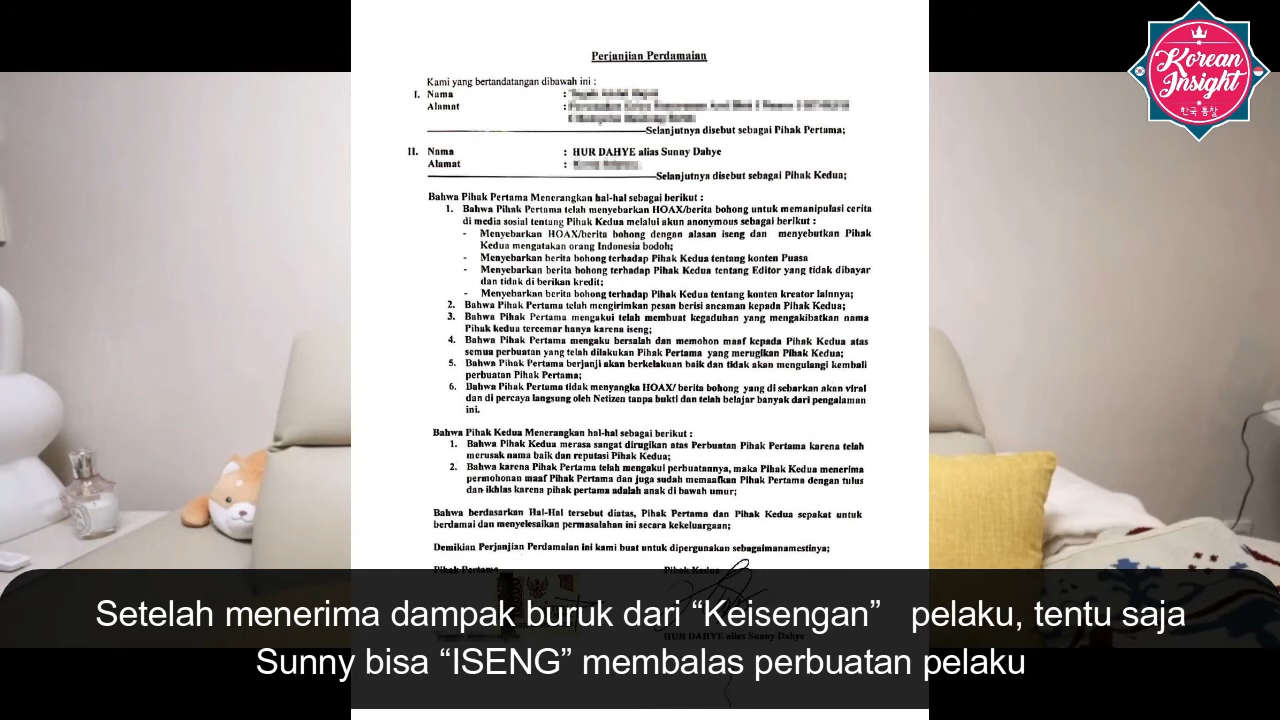 Korean
Insight
한국 통찰
Perjanjian Perdamaian
Kami yang bertandatangan dibawah ini :
I. Nama :
Alamat :
Selanjutnya disebut sebagai Pihak Pertama;
II. Nama : HUR DAHYE alias Sunny Dahye
Alamat :
Selanjutnya disebut sebagai Pihak Kedua;
Bahwa Pihak Pertama Menerangkan hal-hal sebagai berikut :
1. Bahwa Pihak Pertama telah menyebarkan HOAX/berita bohong untuk memanipulasi cerita
di media sosial tentang Pihak Kedua melalui akun anonymous sebagai berikut :
- Menyebarkan HOAX/berita bohong dengan alasan iseng dan menyebutkan Pihak
Kedua mengatakan orang Indonesia bodoh;
- Menyebarkan berita bohong terhadap Pihak Kedua tentang konten Puasa
- Menyebarkan berita bohong terhadap Pihak Kedua tentang Editor yang tidak dibayar
dan tidak di berikan kredit;
- Menyebarkan berita bohong terhadap Pihak Kedua tentang konten kreator lainnya;
2. Bahwa Pihak Pertama telah mengirimkan pesan berisi ancaman kepada Pihak Kedua;
3. Bahwa Pihak Pertama mengakui telah membuat kegaduhan yang mengakibatkan nama
Pihak kedua tercemar hanya karena iseng;
4. Bahwa Pihak Pertama mengaku bersalah dan memohon maaf kepada Pihak Kedua atas
semua perbuatan yang telah dilakukan Pihak Pertama yang merugikan Pihak Kedua;
5. Bahwa Pihak Pertama berjanji akan berkelakuan baik dan tidak akan mengulangi kembali
perbuatan Pihak Pertama;
6. Bahwa Pihak Pertama tidak menyangka HOAX/ berita bohong yang di sebarkan akan viral
dan di percaya langsung oleh Netizen tanpa bukti dan telah belajar banyak dari pengalaman
ini.
Bahwa Pihak Kedua Menerangkan hal-hal sebagai berikut :
1. Bahwa Pihak Kedua merasa sangat dirugikan atas Perbuatan Pihak Pertama karena telah
merusak nama baik dan reputasi Pihak Kedua;
2. Bahwa karena Pihak Pertama telah mengakui perbuatannya, maka Pihak Kedua menerima
permohonan maaf Pihak Pertama dan juga sudah memaafkan Pihak Pertama dengan tulus
dan ikhlas karena pihak pertama adalah anak di bawah umur;
Bahwa berdasarkan Hal-Hal tersebut diatas, Pihak Pertama dan Pihak Kedua sepakat untuk
berdamai dan menyelesaikan permasalahan ini secara kekeluargaan;
Demikian Perjanjian Perdamaian ini kami buat untuk dipergunakan sebagaimanamestinya;
Pihak Pertama Pihak Kedua
HUR DAHYE alias Sunny Dahye
Setelah menerima dampak buruk dari “Keisengan” pelaku, tentu saja
Sunny bisa “ISENG” membalas perbuatan pelaku